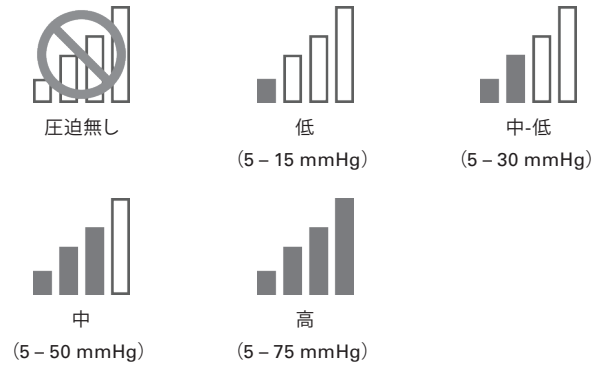 圧迫無し
低
（5 – 15 mmHg）
中-低
（5 – 30 mmHg）
中
（5 – 50 mmHg）
高
（5 – 75 mmHg）